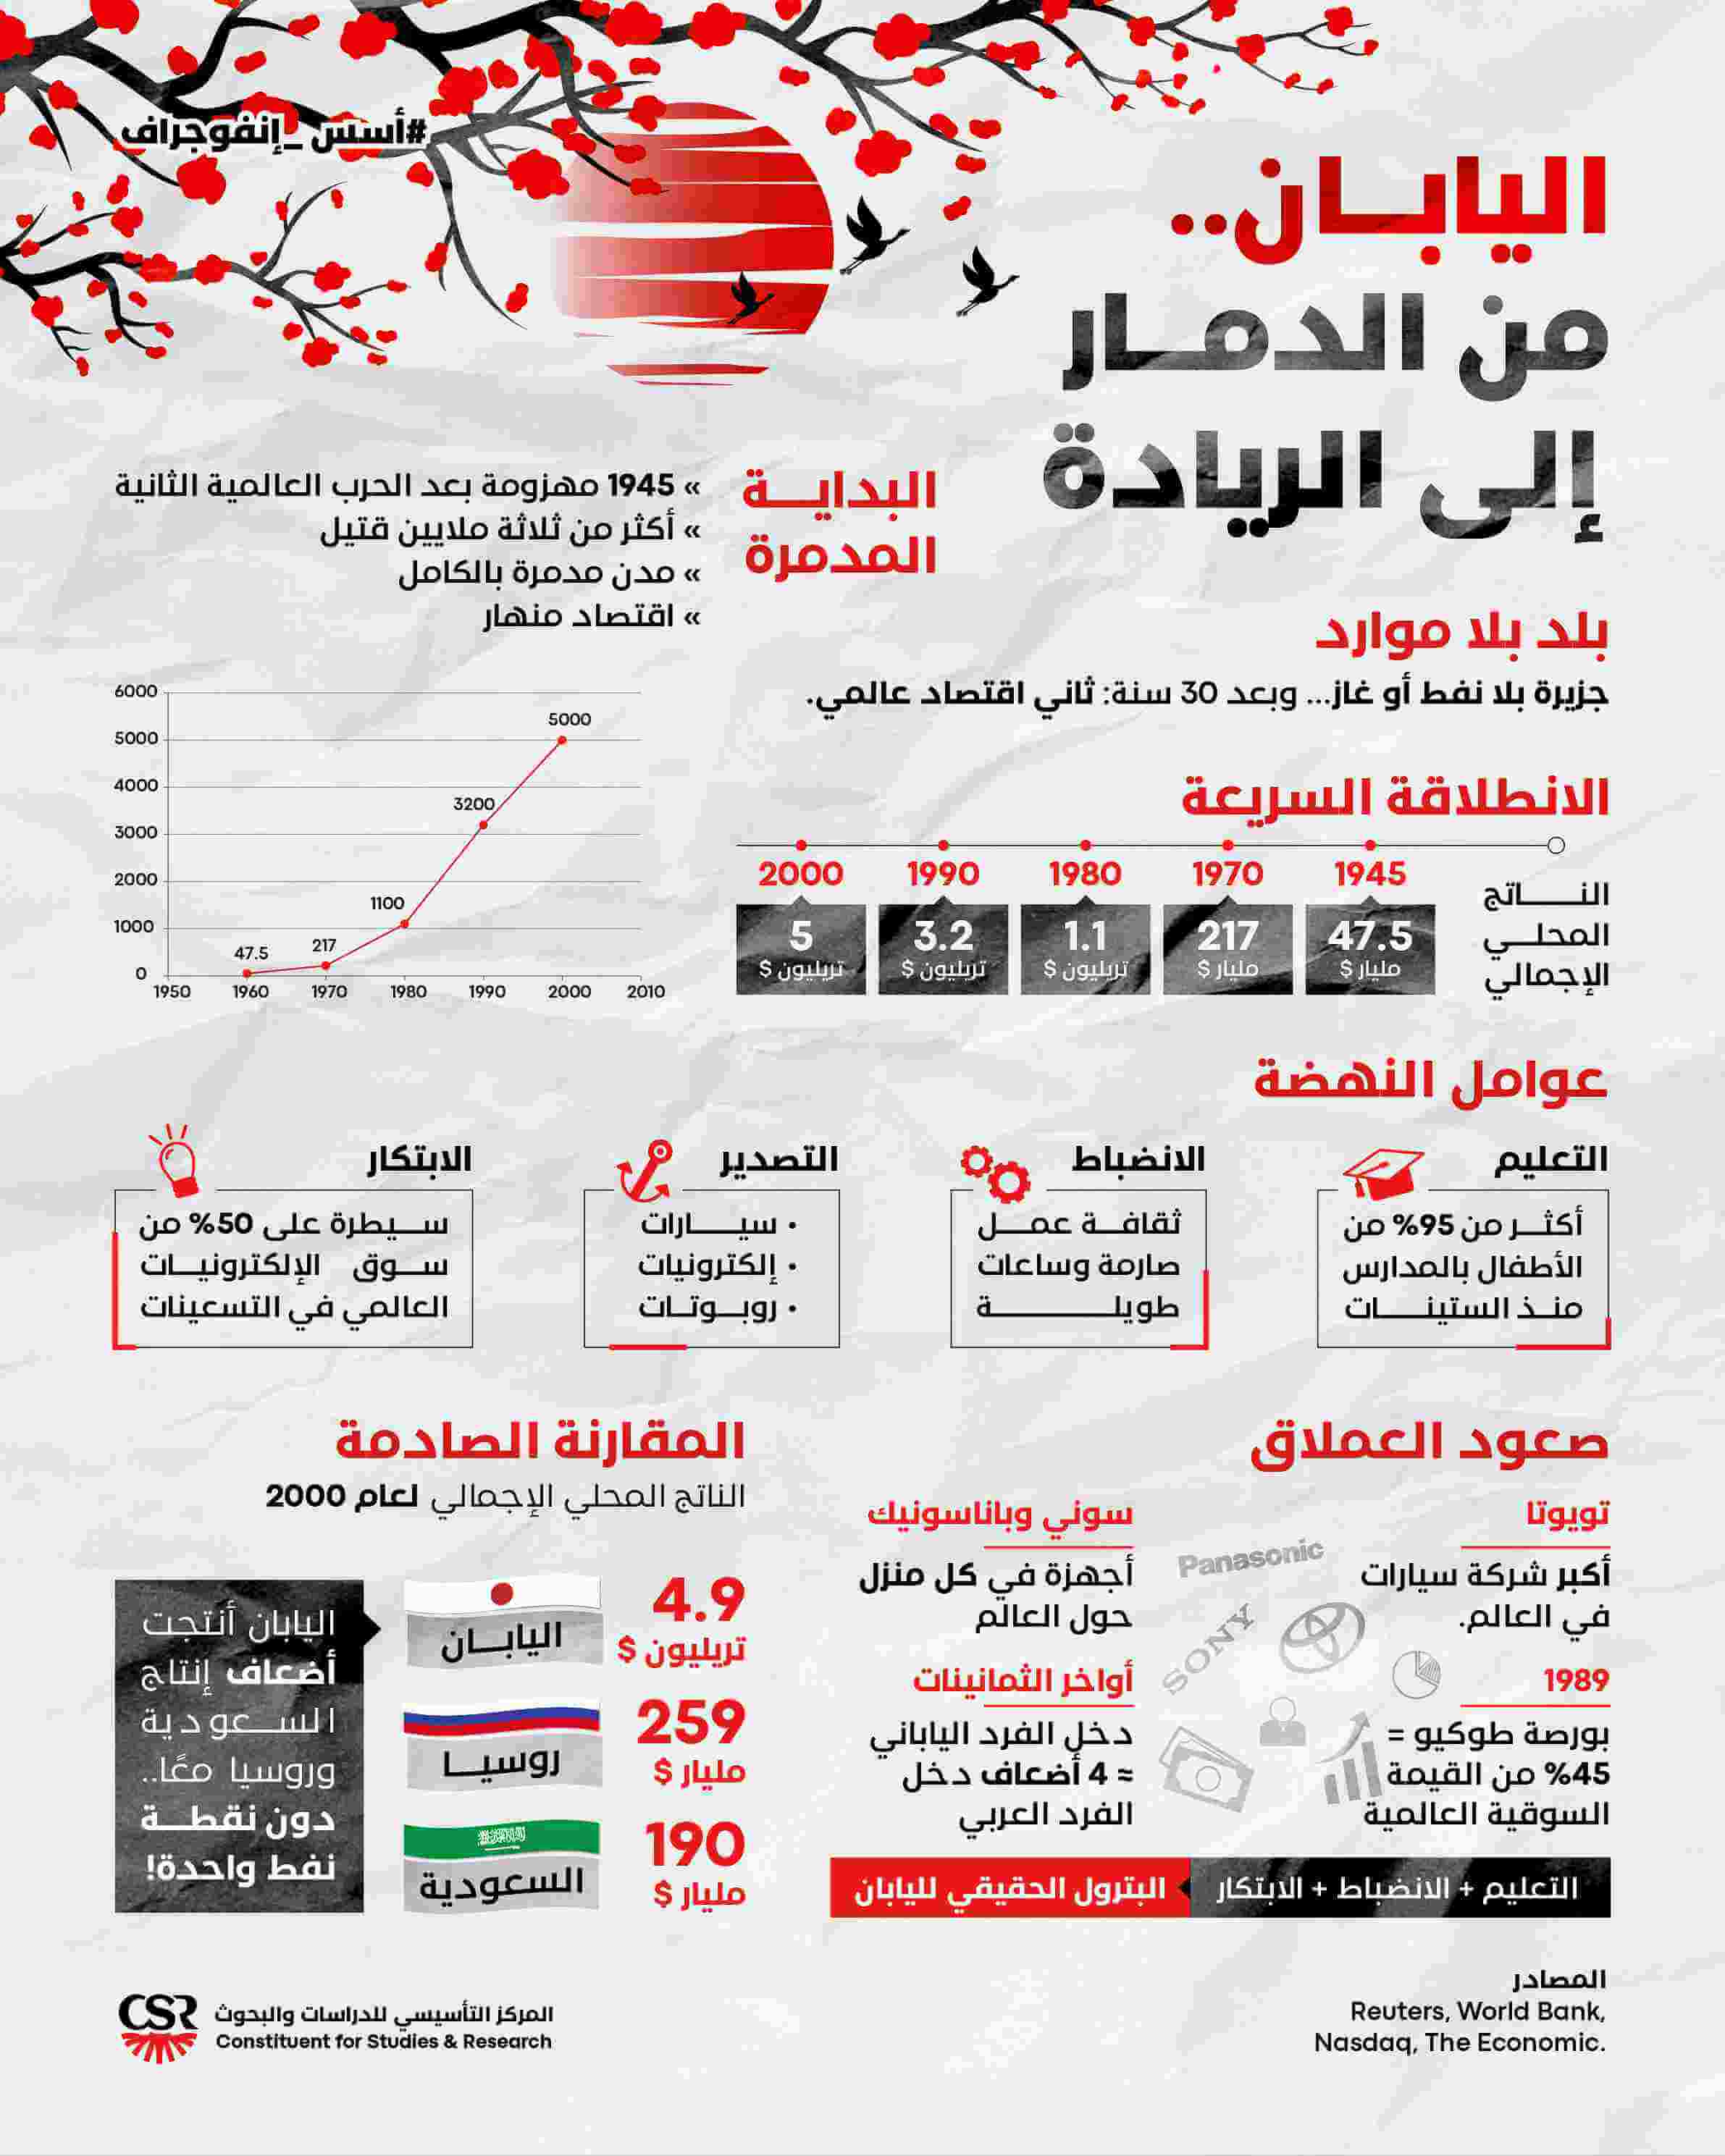 #أسس_إنفوجراف
اليابان..
من الدمار
إلى الريادة
البداية
المدمرة
» 1945 مهزومة بعد الحرب العالمية الثانية
» أكثر من ثلاثة ملايين قتيل
» مدن مدمرة بالكامل
» اقتصاد منهار
بلد بلا موارد
جزيرة بلا نفط أو غاز... وبعد 30 سنة: ثاني اقتصاد عالمي.
الانطلاقة السريعة
الناتج
المحلي
الإجمالي
1945
47.5
مليار $
1970
217
مليار $
1980
1.1
تريليون $
1990
3.2
تريليون $
2000
5
تريليون $
6000
5000
4000
3000
2000
1000
0
47.5
217
1100
3200
5000
1950 1960 1970 1980 1990 2000 2010
عوامل النهضة
التعليم
أكثر من 95% من
الأطفال بالمدارس
منذ الستينات
الانضباط
ثقافة عمل
صارمة وساعات
طويلة
التصدير
• سيارات
• إلكترونيات
• روبوتات
الابتكار
سيطرة على 50% من
سوق الإلكترونيات
العالمي في التسعينات
صعود العملاق
تويوتا
أكبر شركة سيارات
في العالم.
سوني وباناسونيك
أجهزة في كل منزل
حول العالم
Panasonic
SONY
1989
بورصة طوكيو =
45% من القيمة
السوقية العالمية
أواخر الثمانينات
دخل الفرد الياباني
≈ 4 أضعاف دخل
الفرد العربي
التعليم + الانضباط + الابتكار
البترول الحقيقي لليابان
المقارنة الصادمة
الناتج المحلي الإجمالي لعام 2000
4.9
تريليون $
اليابان
259
مليار $
روسيا
190
مليار $
السعودية
اليابان أنتجت
أضعاف إنتاج
السعودية
وروسيا معًا..
دون نقطة
نفط واحدة!
المصادر
Reuters, World Bank,
Nasdaq, The Economic.
CSR
المركز التأسيسي للدراسات والبحوث
Constituent for Studies & Research